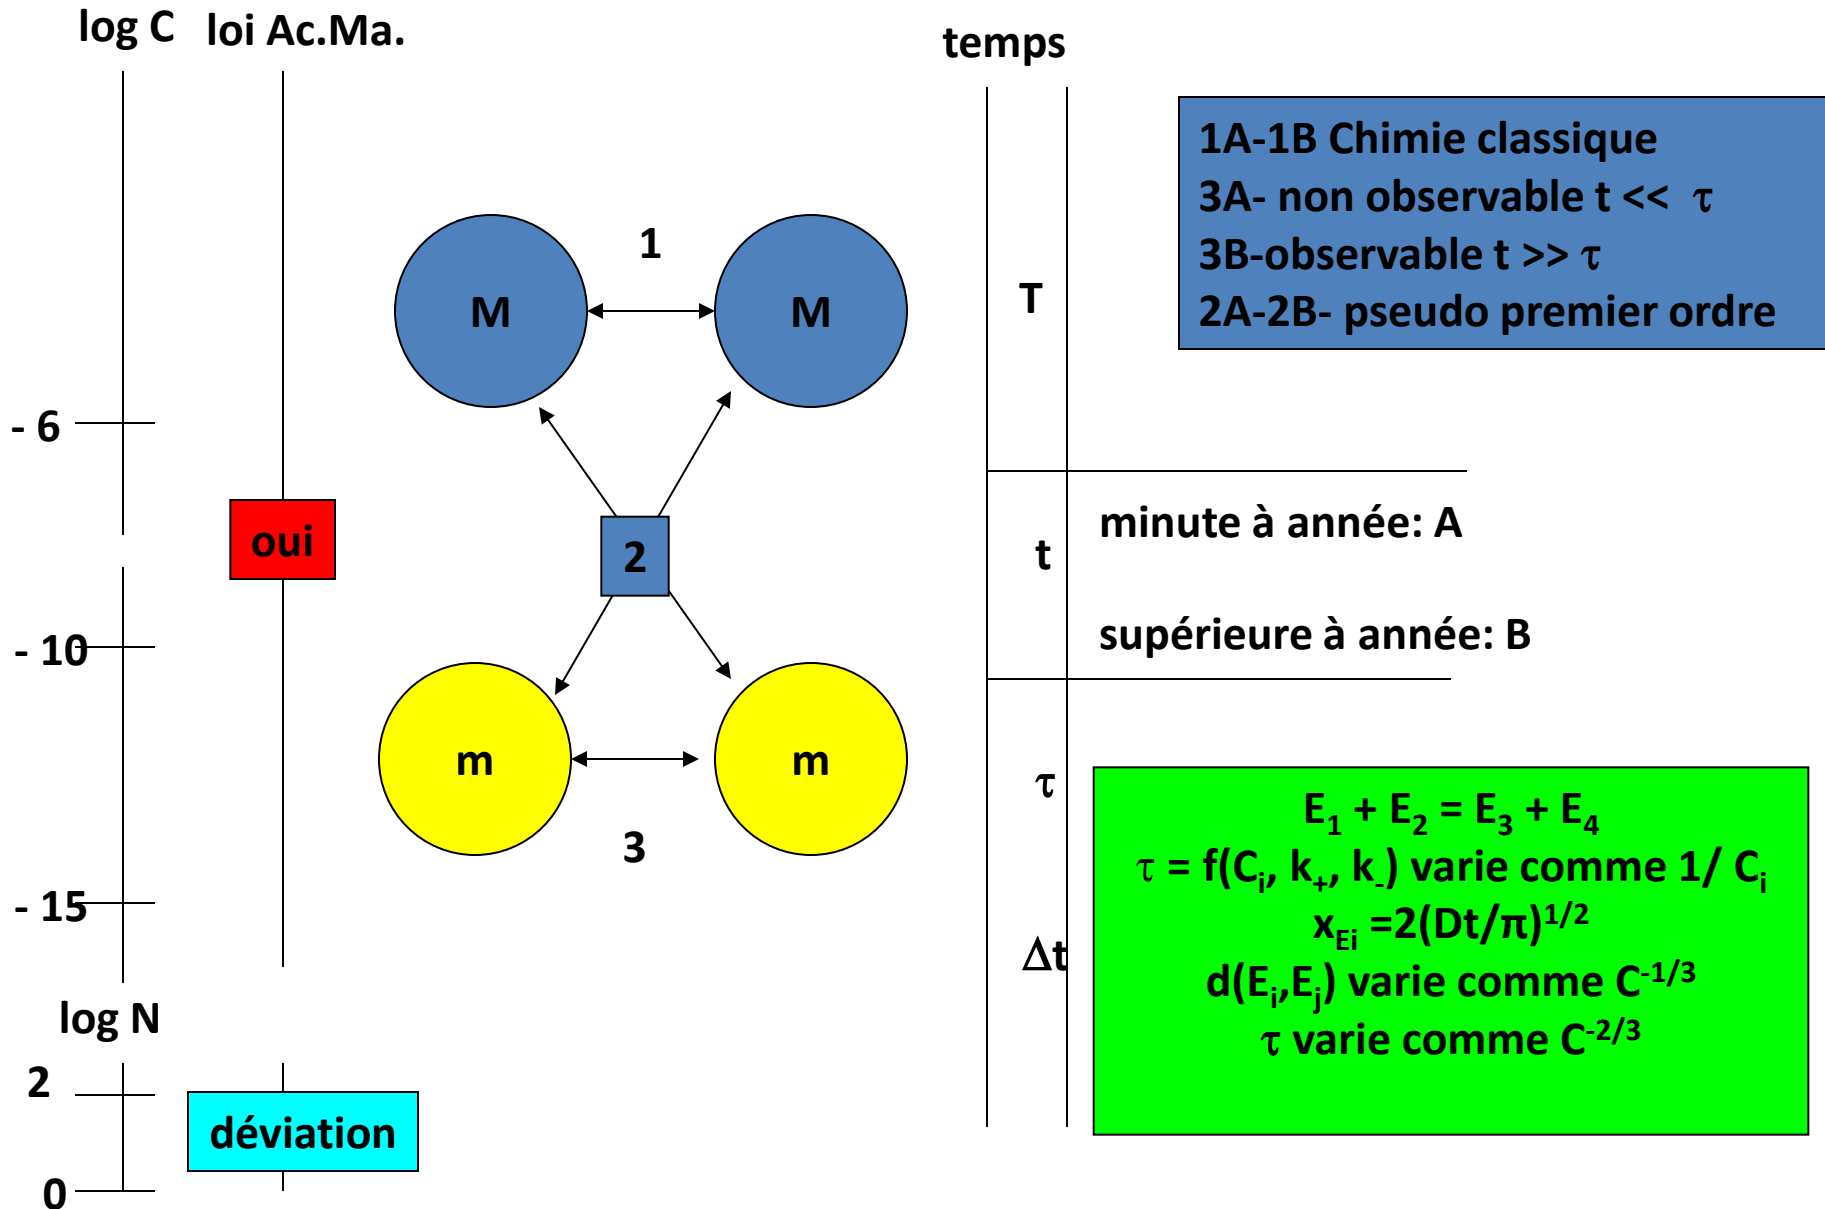 log C
loi Ac.Ma.
temps
1A-1B Chimie classique
3A- non observable t << τ
3B-observable t >> τ
2A-2B- pseudo premier ordre
1
M
M
T
- 6
minute à année: A
oui
2
t
supérieure à année: B
- 10
m
m
τ
3
- 15
E₁ + E₂ = E₃ + E₄
τ = f(Cᵢ, k₊, k₋) varie comme 1/ Cᵢ
x_Ei =2(Dt/π)^1/2
Δt
d(Eᵢ,Eⱼ) varie comme C^-1/3
τ varie comme C^-2/3
log N
2
déviation
0